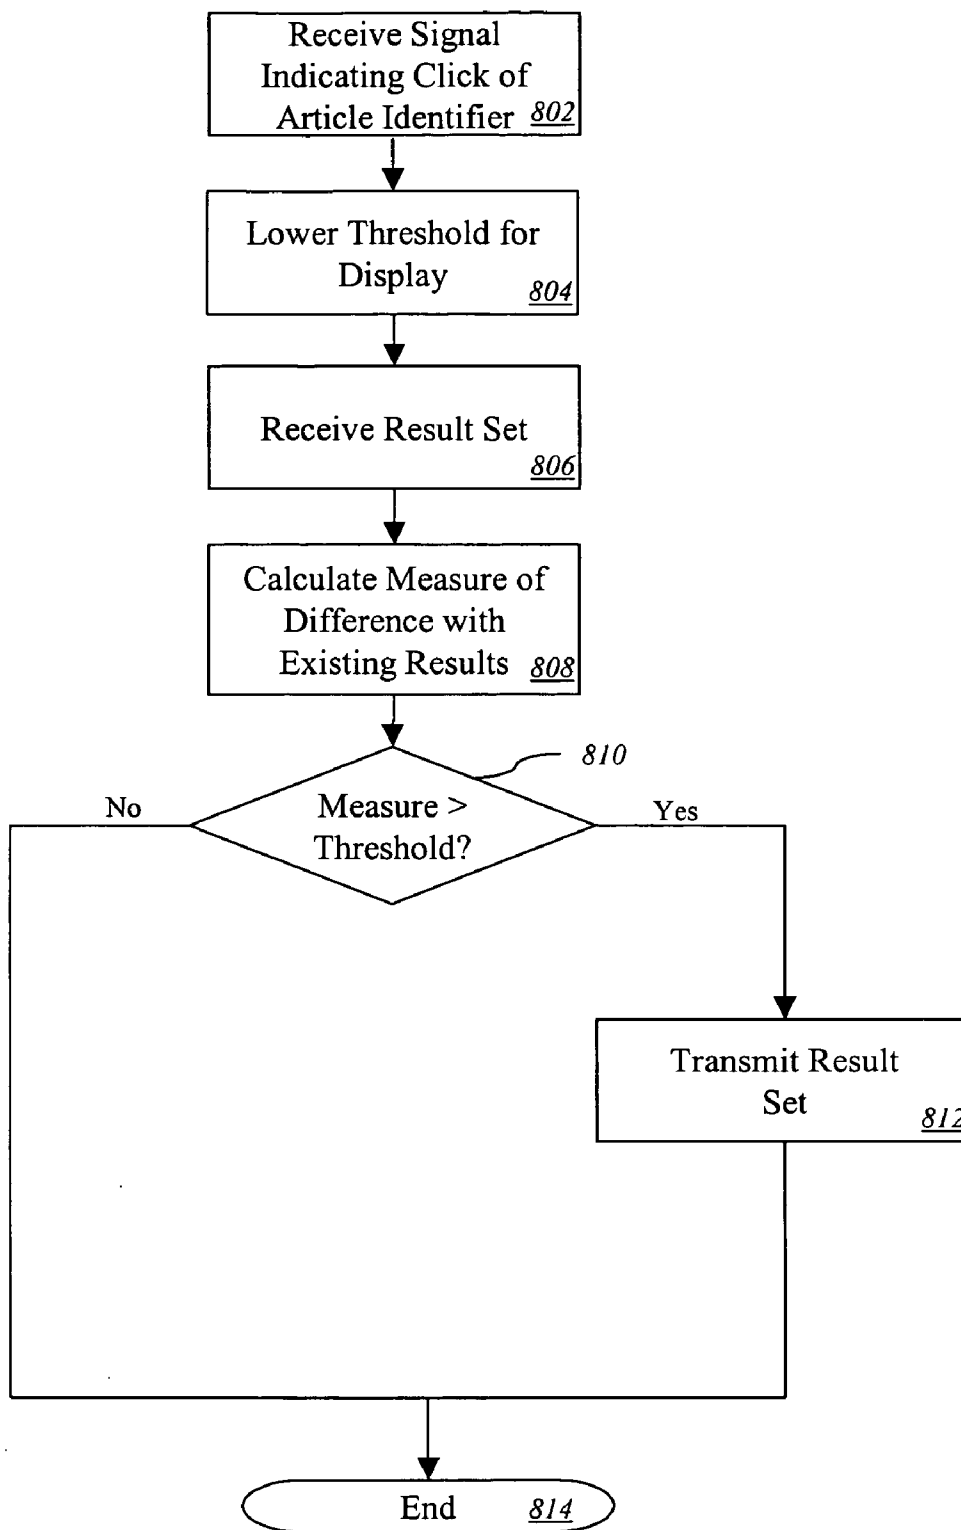 Receive Signal
Indicating Click of
Article Identifier 802
Lower Threshold for
Display 804
Receive Result Set
806
Calculate Measure of
Difference with
Existing Results 808
810
No
Measure >
Threshold?
Yes
Transmit Result
Set 812
End 814